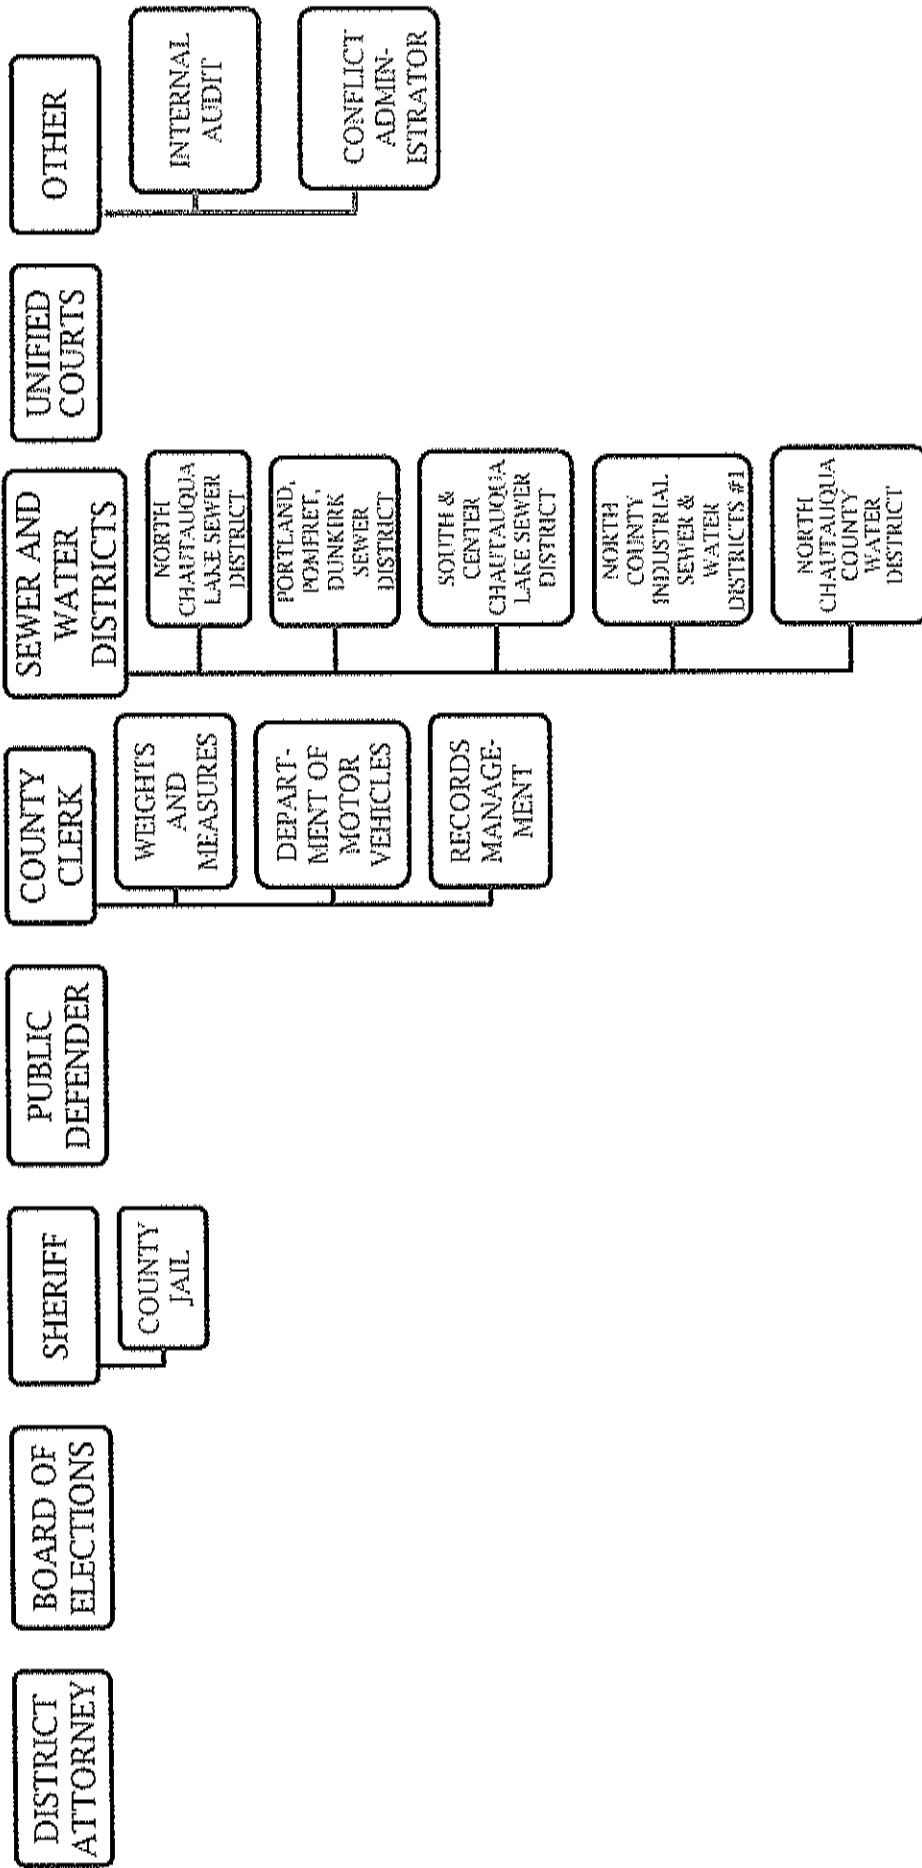 DISTRICT
ATTORNEY
BOARD OF
ELECTIONS
SHERIFF
COUNTY
JAIL
PUBLIC
DEFENDER
COUNTY
CLERK
WEIGHTS
AND
MEASURES
DEPART-
MENT OF
MOTOR
VEHICLES
RECORDS
MANAGE-
MENT
SEWER AND
WATER
DISTRICTS
NORTH
CHAUTAUQUA
LAKE SEWER
DISTRICT
PORTLAND,
POMFRET,
DUNKIRK
SEWER
DISTRICT
SOUTH &
CENTER
CHAUTAUQUA
LAKE SEWER
DISTRICT
NORTH
COUNTY
INDUSTRIAL
SEWER &
WATER
DISTRICTS #1
NORTH
CHAUTAUQUA
COUNTY
WATER
DISTRICT
UNIFIED
COURTS
OTHER
INTERNAL
AUDIT
CONFLICT
ADMIN-
ISTRATOR